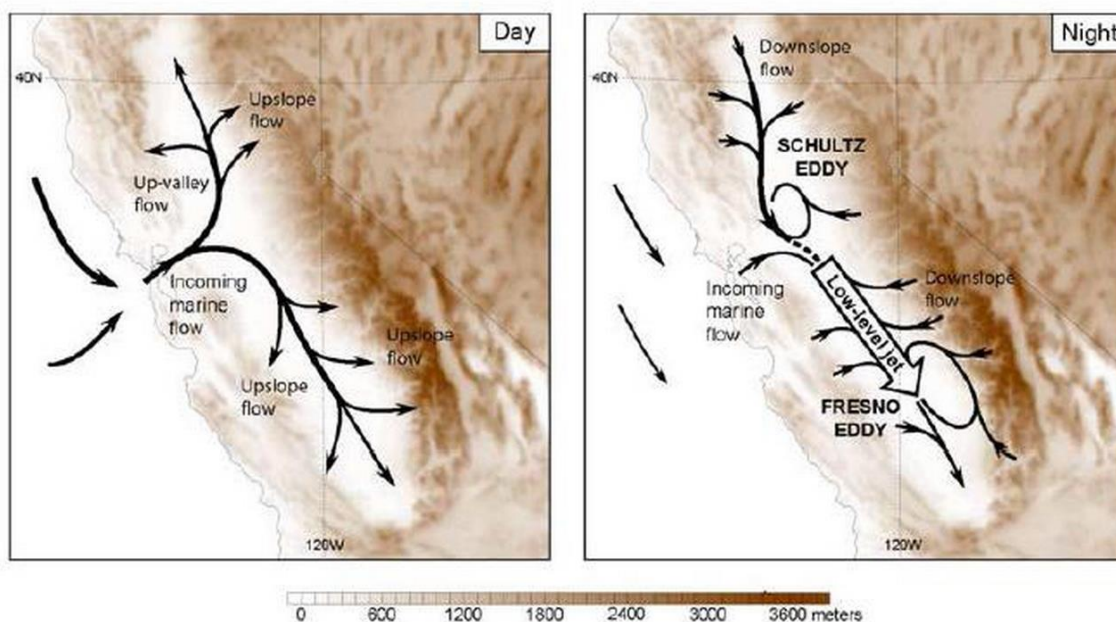 Day
40N
Upslope
flow
Up-valley
flow
Incoming
marine
flow
Upslope
flow
Upslope
flow
120W
Night
40N
Downslope
flow
SCHULTZ
EDDY
Incoming
marine
flow
Downslope
flow
Low-level jet
FRESNO
EDDY
120W
0 600 1200 1800 2400 3000 3600 meters